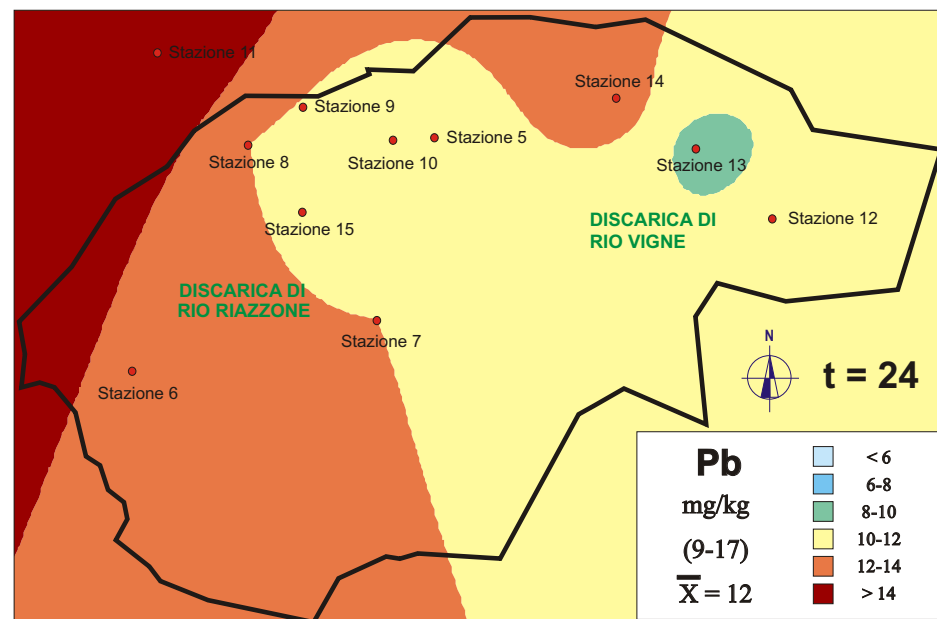 Stazione 11
Stazione 14
Stazione 9
Stazione 5
Stazione 8
Stazione 10
Stazione 13
Stazione 15
DISCARICA DI
RIO VIGNE
Stazione 12
DISCARICA DI
RIO RIAZZONE
Stazione 7
N
Stazione 6
t = 24
Pb
mg/kg
(9-17)
X = 12
< 6
6-8
8-10
10-12
12-14
> 14